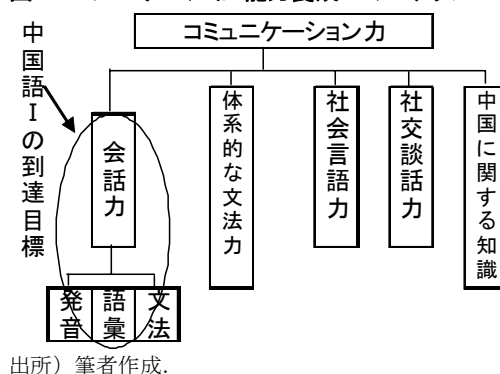 コミュニケーション力
中国語Ⅰの到達目標
会話力
体系的な文法力
社会言語力
社交談話力
中国に関する知識
発音
語彙
文法
出所）筆者作成.